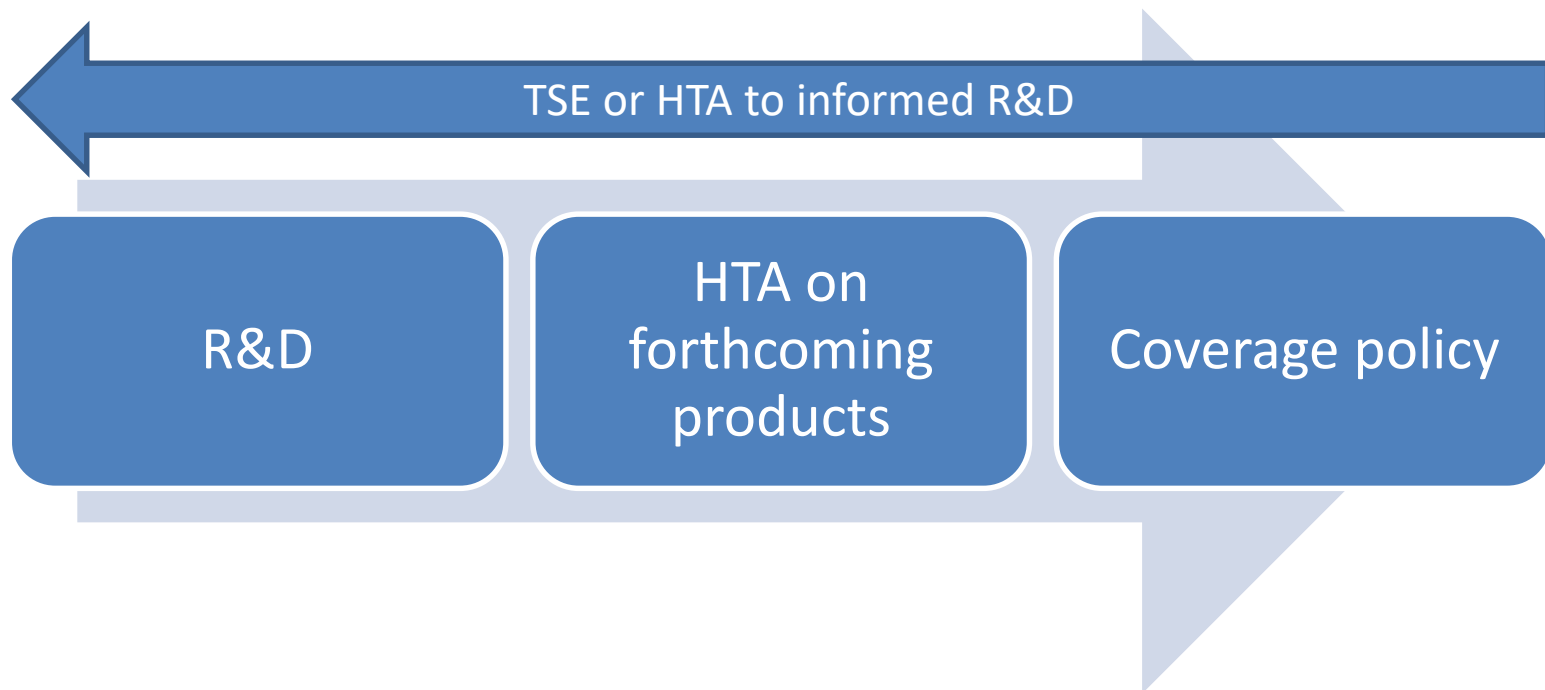 TSE or HTA to informed R&D
R&D
HTA on
forthcoming
products
Coverage policy